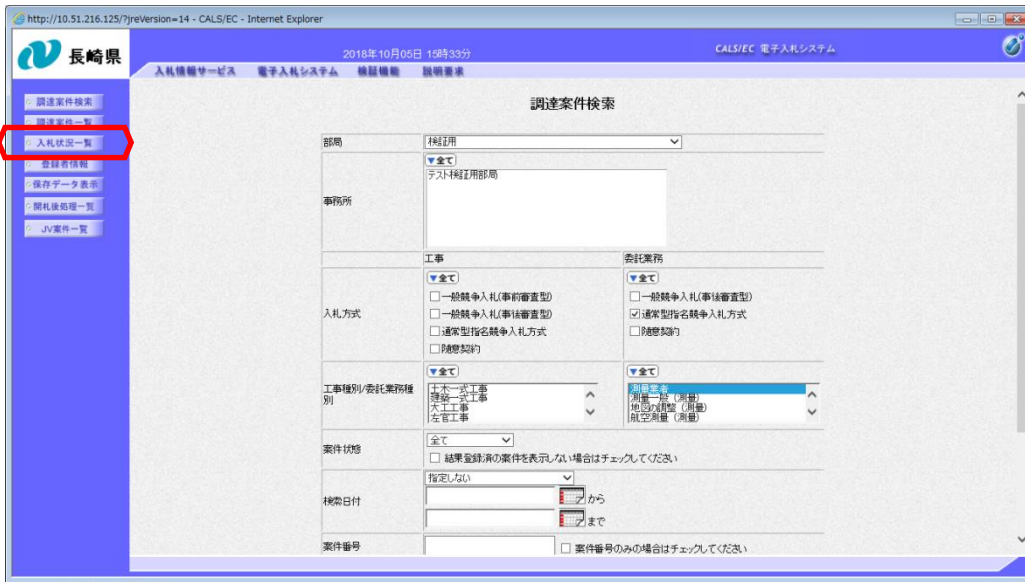 http://10.51.216.125/?jreVersion=14 - CALS/EC - Internet Explorer
長崎県
2018年10月05日 15時33分
CALS/EC 電子入札システム
入札情報サービス 電子入札システム 検証機能 説明要求
調達案件検索
調達案件一覧
入札状況一覧
登録者情報
保存データ表示
開札後処理一覧
JV案件一覧
調達案件検索
部局 検証用
▼全て
事務所 テスト検証用部局
工事 委託業務
▼全て ▼全て
入札方式
一般競争入札(事前審査型) 一般競争入札(事後審査型)
一般競争入札(事後審査型) 通常型指名競争入札方式
通常型指名競争入札方式 随意契約
随意契約
▼全て ▼全て
工事種別/委託業務種別
土木一式工事 測量業者
建築一式工事 測量一般(測量)
大工工事 地図の調整(測量)
左官工事 航空測量(測量)
案件状態 全て
結果登録済の案件を表示しない場合はチェックしてください
検索日付 指定しない
から
まで
案件番号 案件番号のみの場合はチェックしてください